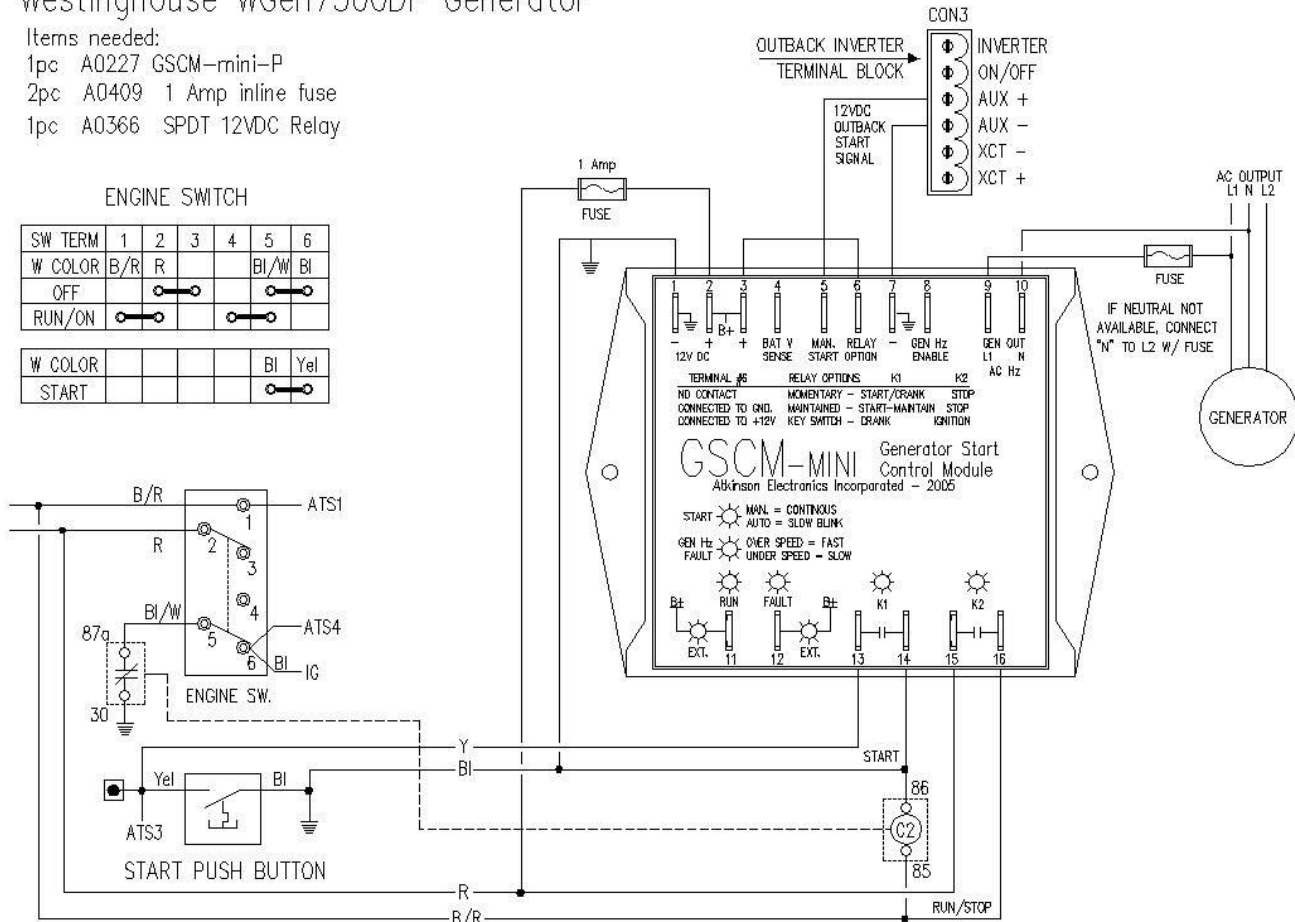 Westinghouse WGen7500DF Generator
Items needed:
1pc A0227 GSCM-mini-P
2pc A0409 1 Amp inline fuse
1pc A0366 SPDT 12VDC Relay
ENGINE SWITCH
SW TERM 1 2 3 4 5 6
W COLOR B/R R Bl/W Bl
OFF
RUN/ON
W COLOR Bl Yel
START
CON3
OUTBACK INVERTER
TERMINAL BLOCK
INVERTER
ON/OFF
AUX +
AUX -
XCT -
XCT +
12VDC
OUTBACK
START
SIGNAL
1 Amp
FUSE
AC OUTPUT
L1 N L2
FUSE
IF NEUTRAL NOT
AVAILABLE, CONNECT
"N" TO L2 W/ FUSE
GENERATOR
1 2 3 4 5 6 7 8 9 10
B+
- + + BAT V MAN. RELAY - GEN Hz GEN OUT
12V DC SENSE START OPTION ENABLE L1 N
AC Hz
TERMINAL #6 RELAY OPTIONS K1 K2
NO CONTACT MOMENTARY - START/CRANK STOP
CONNECTED TO GND. MAINTAINED - START-MAINTAIN STOP
CONNECTED TO +12V KEY SWITCH - CRANK IGNITION
GSCM-MINI
Generator Start
Control Module
Atkinson Electronics Incorporated - 2005
START MAN. = CONTINOUS
AUTO = SLOW BLINK
GEN Hz OVER SPEED = FAST
FAULT UNDER SPEED - SLOW
B+ RUN FAULT B+ K1 K2
EXT. EXT.
11 12 13 14 15 16
B/R
1
ATS1
R
2
3
4
Bl/W
5
6
ATS4
Bl
IG
87a
30
ENGINE SW.
Y
Bl
START
Yel
Bl
ATS3
START PUSH BUTTON
86
C2
85
R
B/R
RUN/STOP